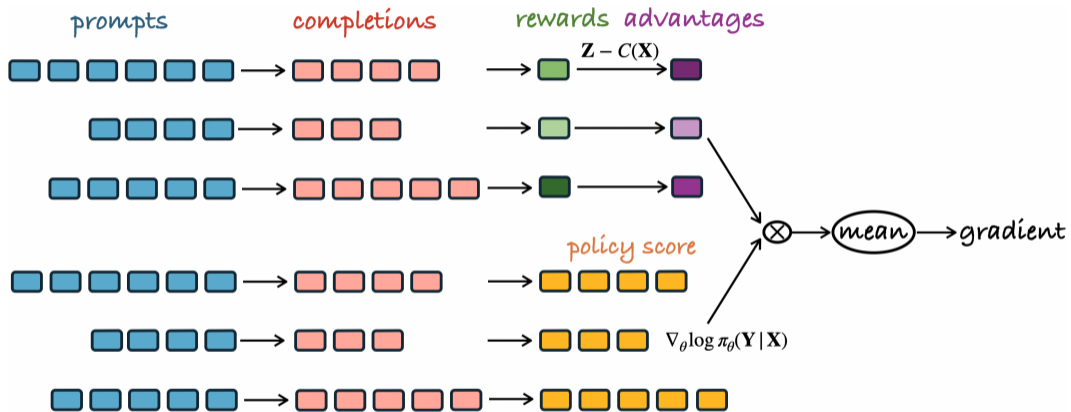 prompts
completions
rewards
advantages
Z − C(X)
mean
gradient
policy score
∇θ log πθ(Y | X)